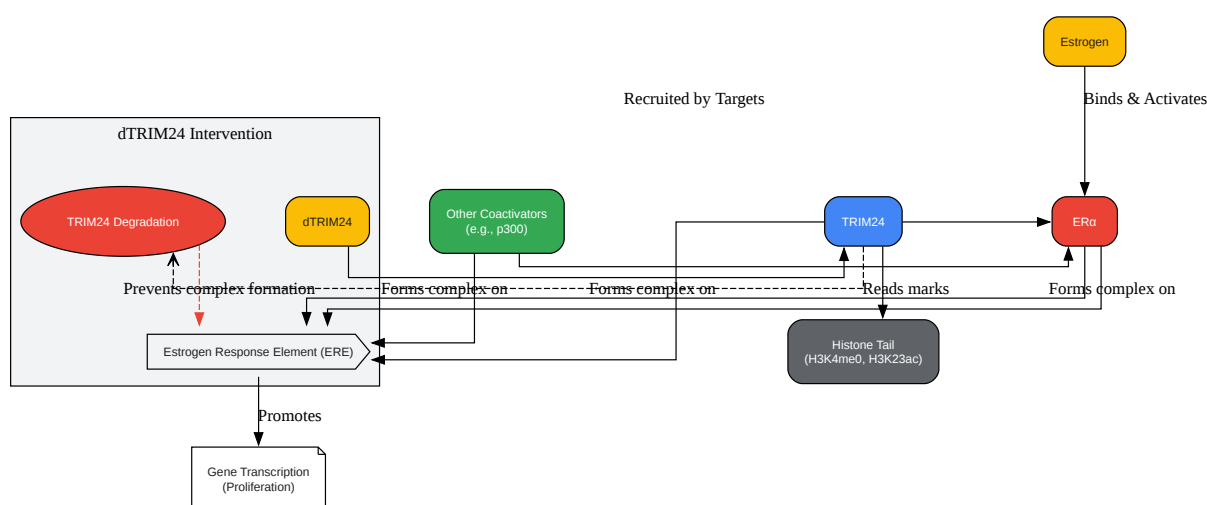 Estrogen
Recruited by Targets
Binds & Activates
dTRIM24 Intervention
TRIM24 Degradation
dTRIM24
Other Coactivators
(e.g., p300)
TRIM24
ERα
Prevents complex formation
Forms complex on
Forms complex on
Reads marks
Forms complex on
Estrogen Response Element (ERE)
Histone Tail
(H3K4me0, H3K23ac)
Promotes
Gene Transcription
(Proliferation)